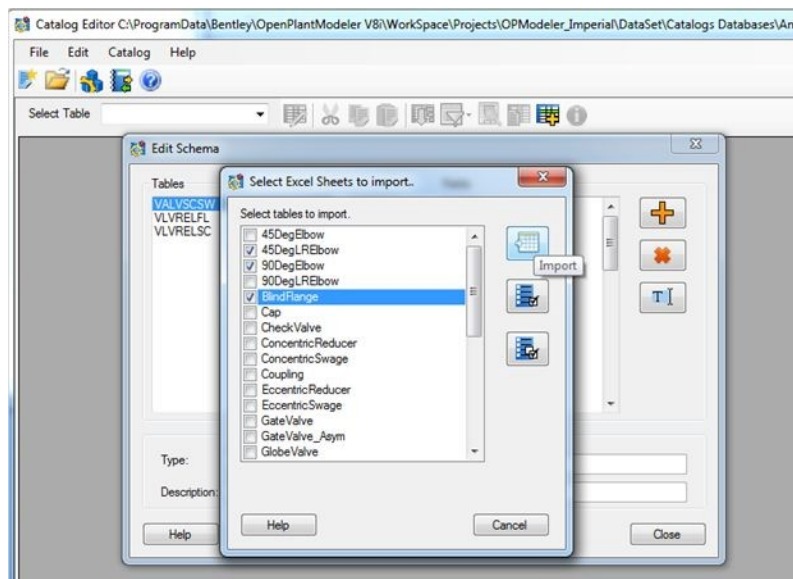 Catalog Editor C:\ProgramData\Bentley\OpenPlantModeler V8i\WorkSpace\Projects\OPModeler_Imperial\DataSet\Catalogs Databases\An
File Edit Catalog Help
Select Table
Edit Schema
Tables
VALVSCSW
VLVRELFL
VLVRELSC
Select Excel Sheets to import..
Select tables to import.
45DegElbow
45DegLRElbow
90DegElbow
90DegLRElbow
BlindFlange
Cap
CheckValve
ConcentricReducer
ConcentricSwage
Coupling
EccentricReducer
EccentricSwage
GateValve
GateValve_Asym
GlobeValve
Import
T
Type:
Description:
Help
Cancel
Help
Close